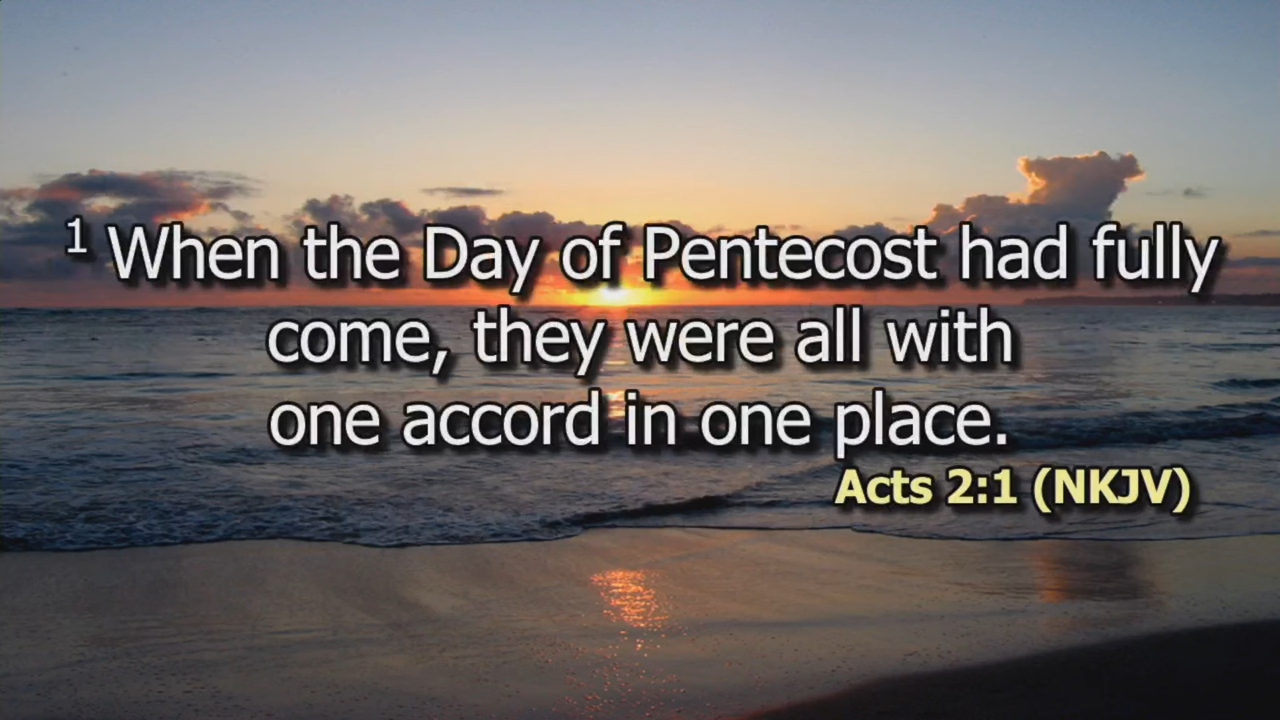 1 When the Day of Pentecost had fully
come, they were all with
one accord in one place.
Acts 2:1 (NKJV)